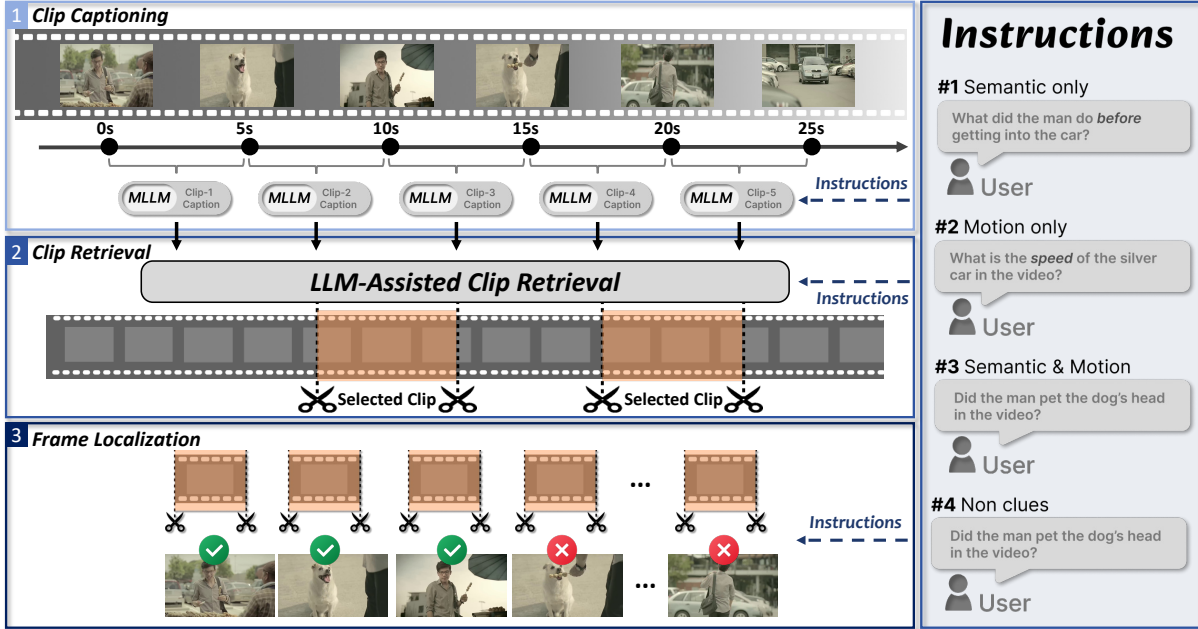 1 Clip Captioning
0s 5s 10s 15s 20s 25s
MLLM Clip-1 Caption
MLLM Clip-2 Caption
MLLM Clip-3 Caption
MLLM Clip-4 Caption
MLLM Clip-5 Caption
Instructions
2 Clip Retrieval
LLM-Assisted Clip Retrieval
Instructions
Selected Clip
Selected Clip
3 Frame Localization
...
Instructions
...
Instructions
#1 Semantic only
What did the man do before
getting into the car?
User
#2 Motion only
What is the speed of the silver
car in the video?
User
#3 Semantic & Motion
Did the man pet the dog's head
in the video?
User
#4 Non clues
Did the man pet the dog's head
in the video?
User